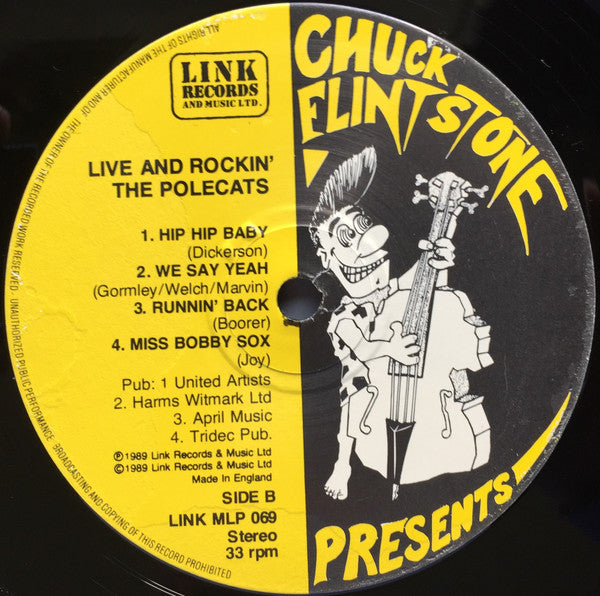 LINK
RECORDS
AND MUSIC LTD.
CHUCK
FLINTSTONE
LIVE AND ROCKIN'
THE POLECATS
1. HIP HIP BABY
(Dickerson)
2. WE SAY YEAH
(Gormley/Welch/Marvin)
3. RUNNIN' BACK
(Boorer)
4. MISS BOBBY SOX
(Joy)
Pub: 1 United Artists
2. Harms Witmark Ltd
3. April Music
4. Tridec Pub.
℗1989 Link Records & Music Ltd
©1989 Link Records & Music Ltd
Made in England
SIDE B
LINK MLP 069
Stereo
33 rpm
PRESENTS
ALL RIGHTS OF THE MANUFACTURER AND OF THE OWNER OF THE RECORDED WORK RESERVED UNAUTHORIZED PUBLIC PERFORMANCE BROADCASTING AND COPYING OF THIS RECORD PROHIBITED